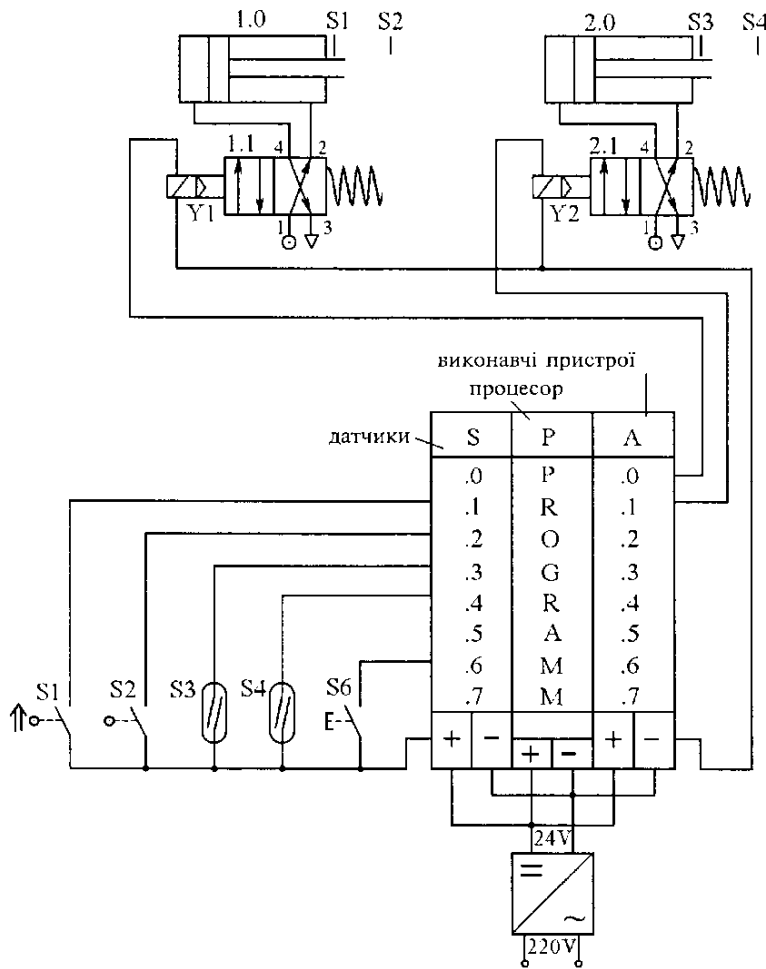 1.0 S1 S2 2.0 S3 S4
1.1 4 2 2.1 4 2
Y1 1 3 Y2 1 3
виконавчі пристрої
процесор
датчики
S P A
.0 P .0
.1 R .1
.2 O .2
.3 G .3
.4 R .4
.5 A .5
.6 M .6
.7 M .7
S1 S2 S3 S4 S6
+ − + − + −
24V
= ~
220V